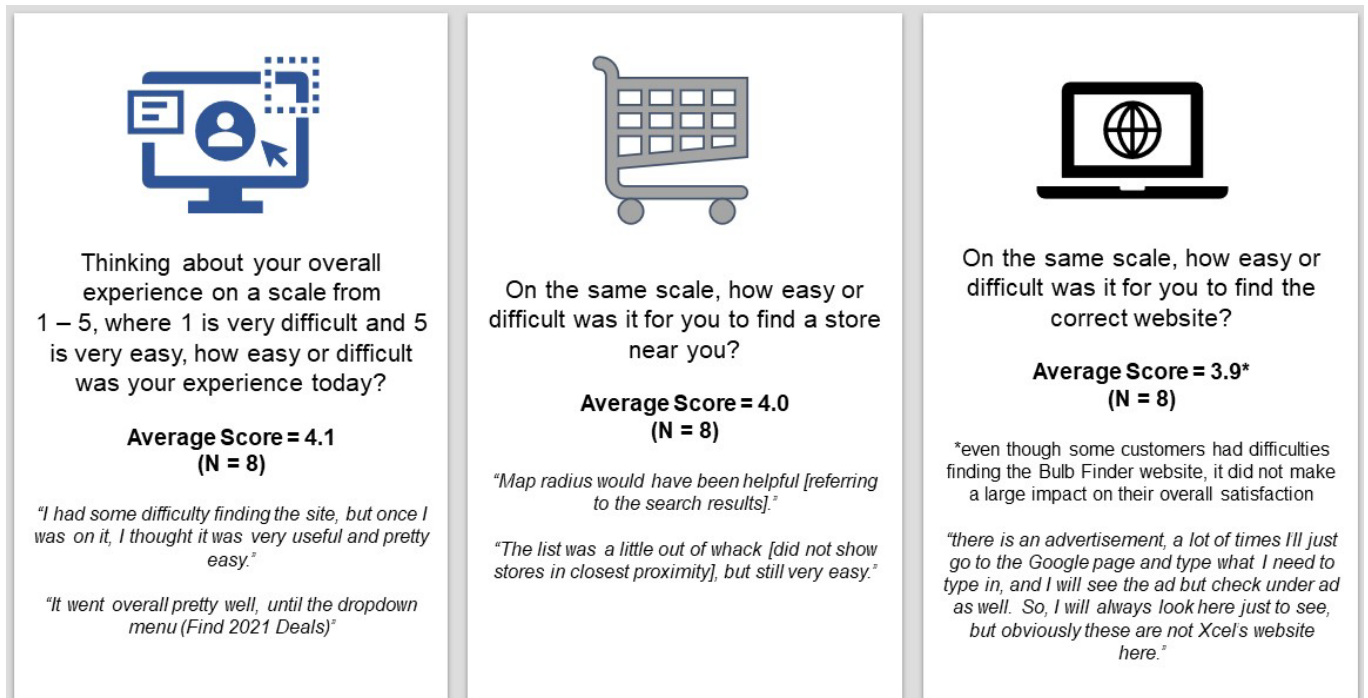 Thinking about your overall
experience on a scale from
1 – 5, where 1 is very difficult and 5
is very easy, how easy or difficult
was your experience today?
Average Score = 4.1
(N = 8)
“I had some difficulty finding the site, but once I
was on it, I thought it was very useful and pretty
easy.”
“It went overall pretty well, until the dropdown
menu (Find 2021 Deals)”
On the same scale, how easy or
difficult was it for you to find a store
near you?
Average Score = 4.0
(N = 8)
“Map radius would have been helpful [referring
to the search results].”
“The list was a little out of whack [did not show
stores in closest proximity], but still very easy.”
On the same scale, how easy or
difficult was it for you to find the
correct website?
Average Score = 3.9*
(N = 8)
*even though some customers had difficulties
finding the Bulb Finder website, it did not make
a large impact on their overall satisfaction
“there is an advertisement, a lot of times I'll just
go to the Google page and type what I need to
type in, and I will see the ad but check under ad
as well.  So, I will always look here just to see,
but obviously these are not Xcel's website
here.”